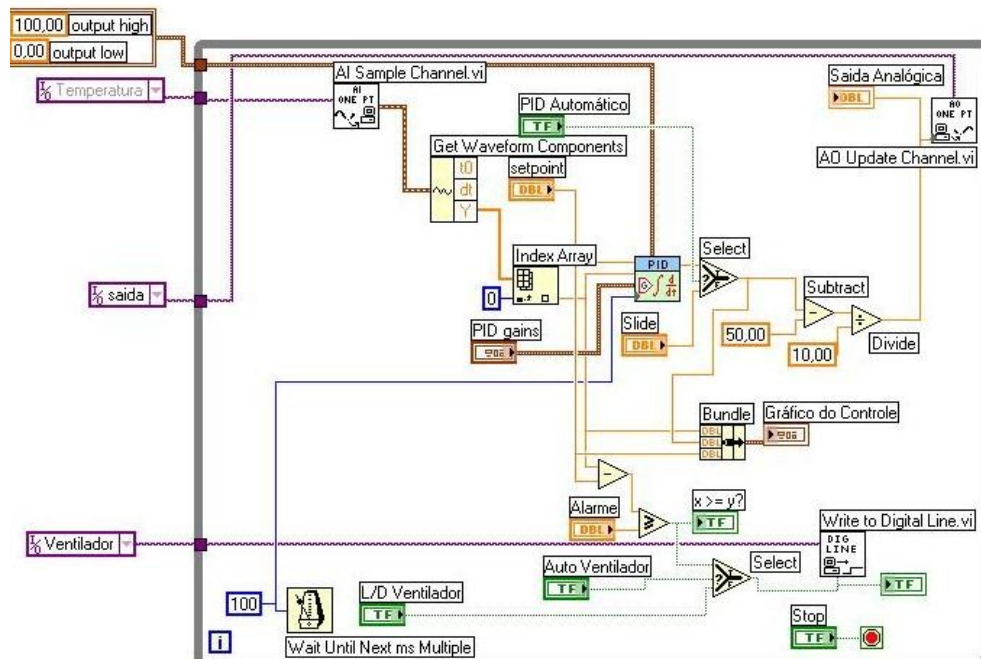 100,00 output high
0,00 output low
I/O Temperatura
AI Sample Channel.vi
AI
ONE PT
Saida Analógica
DBL
AO
ONE PT
AO Update Channel.vi
PID Automático
TF
Get Waveform Components
t0
dt
Y
setpoint
DBL
Index Array
0
PID
d
dt
Select
T
F
Subtract
50,00
10,00
Divide
I/O saida
PID gains
Slide
DBL
Bundle
DBL
DBL
DBL
Gráfico do Controle
Alarme
DBL
x >= y?
TF
Write to Digital Line.vi
DIG
LINE
I/O Ventilador
Auto Ventilador
TF
Select
T
F
TF
L/D Ventilador
TF
100
Wait Until Next ms Multiple
i
Stop
TF